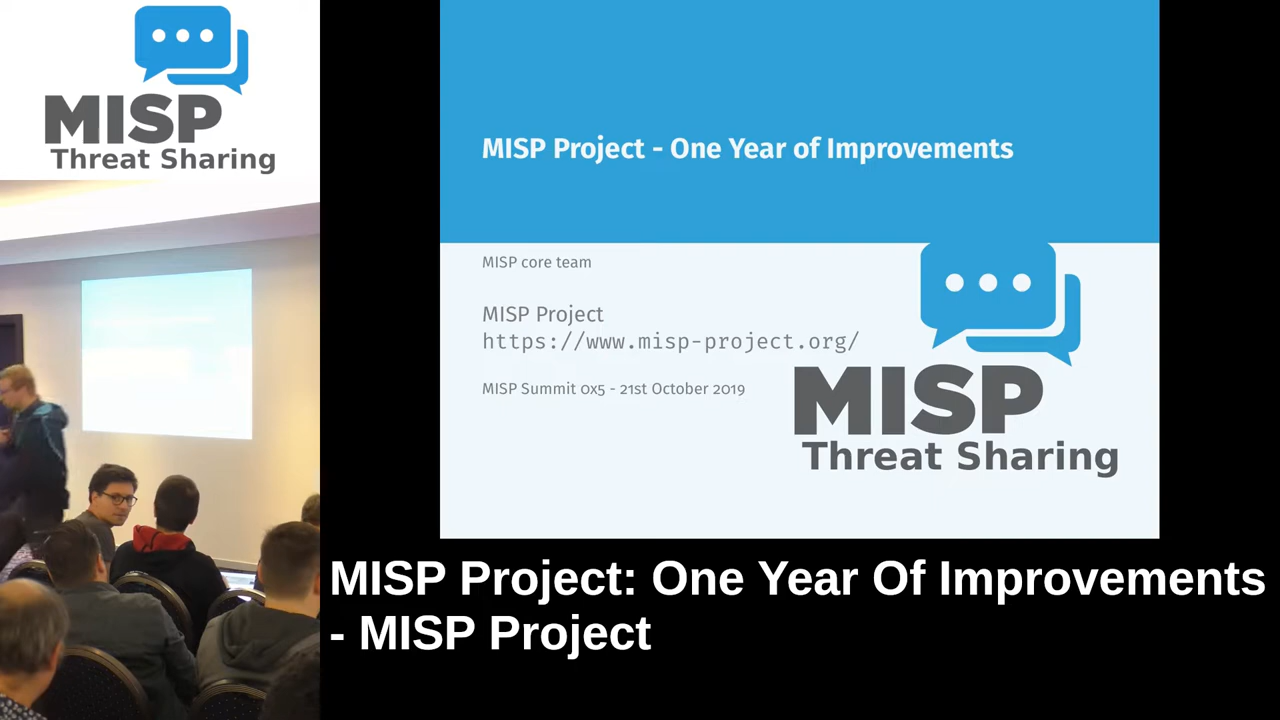 MISP
Threat Sharing
MISP Project - One Year of Improvements
MISP core team
MISP Project
https://www.misp-project.org/
MISP Summit 0x5 - 21st October 2019
MISP
Threat Sharing
MISP Project: One Year Of Improvements
- MISP Project